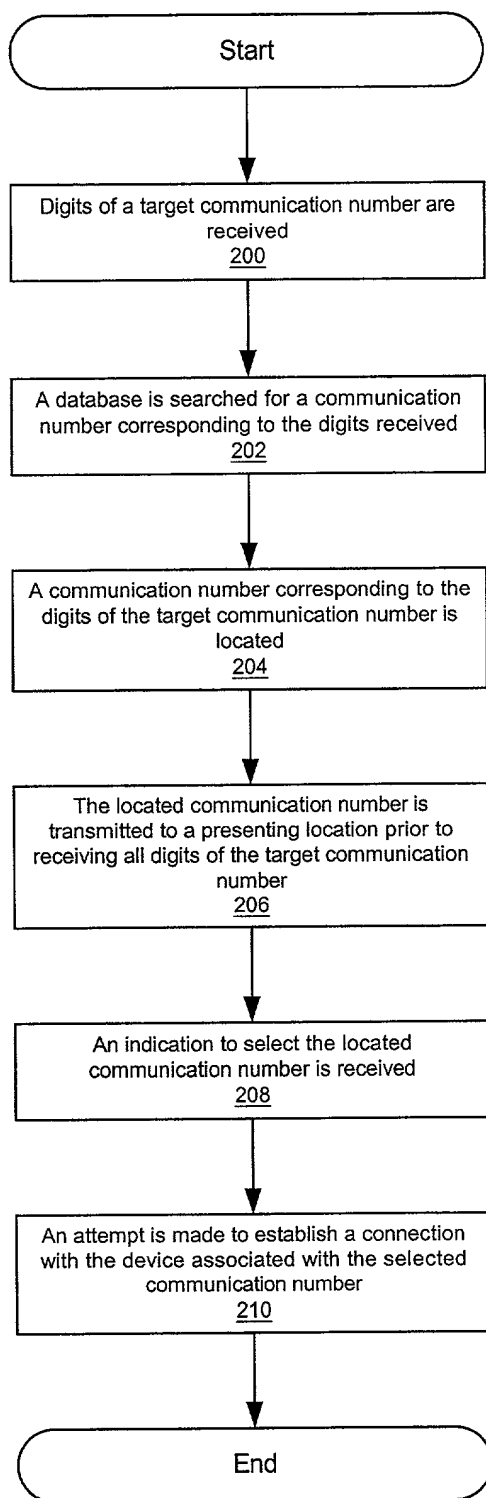 Start
Digits of a target communication number are
received
200
A database is searched for a communication
number corresponding to the digits received
202
A communication number corresponding to the
digits of the target communication number is
located
204
The located communication number is
transmitted to a presenting location prior to
receiving all digits of the target communication
number
206
An indication to select the located
communication number is received
208
An attempt is made to establish a connection
with the device associated with the selected
communication number
210
End